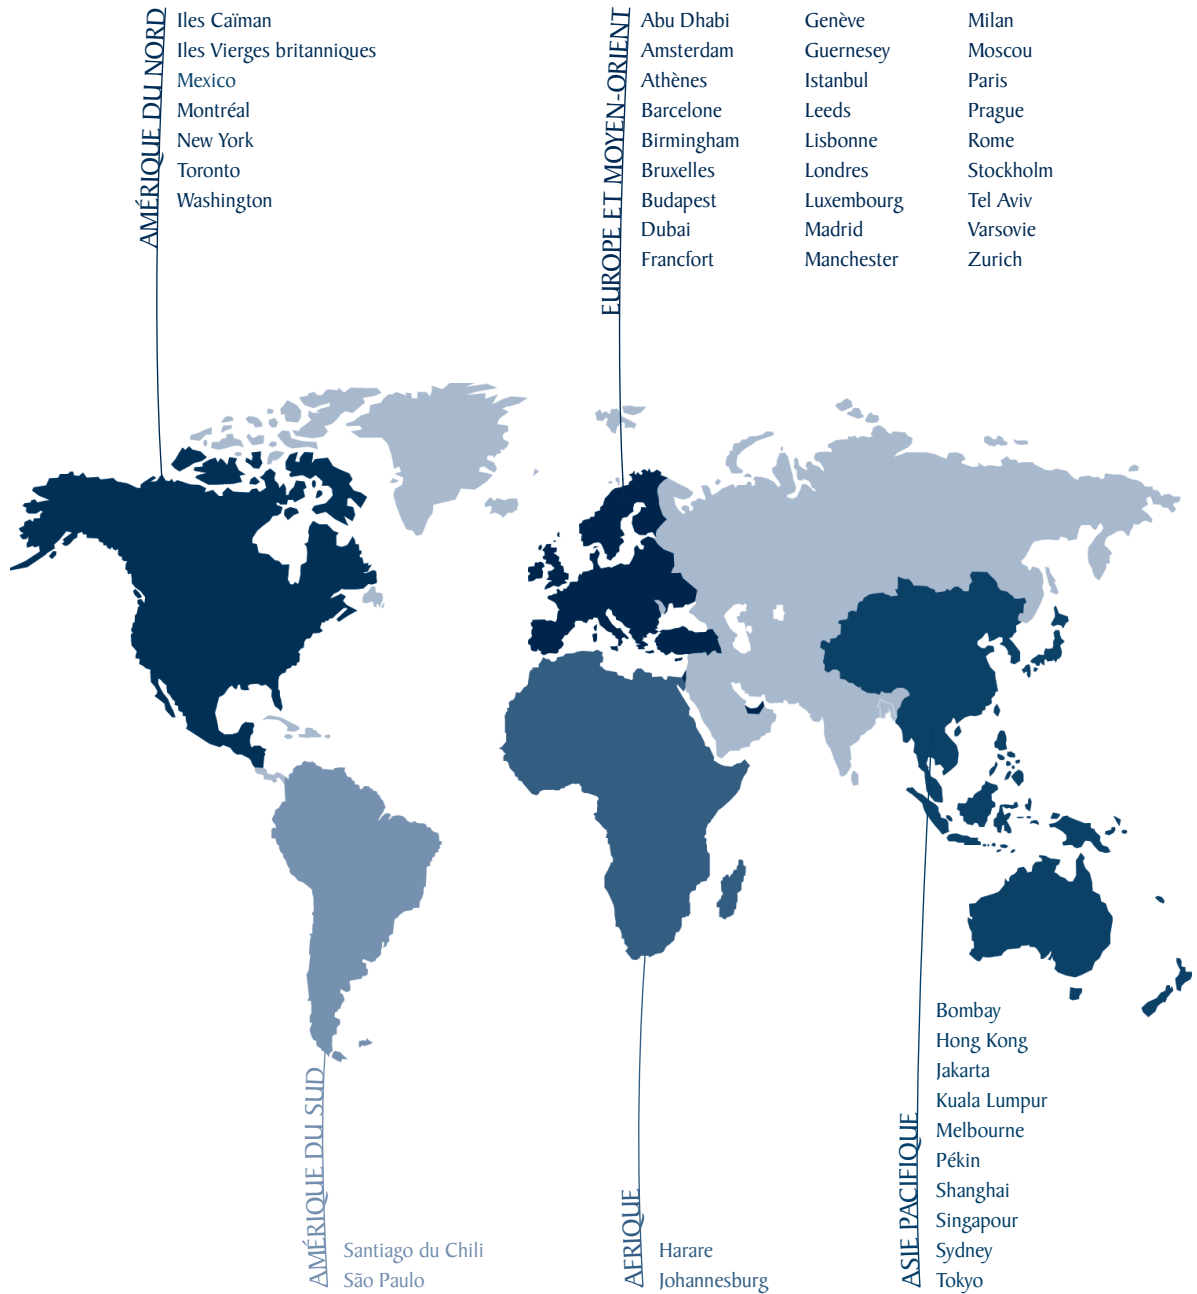 AMÉRIQUE DU NORD
Iles Caïman
Iles Vierges britanniques
Mexico
Montréal
New York
Toronto
Washington
EUROPE ET MOYEN-ORIENT
Abu Dhabi
Amsterdam
Athènes
Barcelone
Birmingham
Bruxelles
Budapest
Dubai
Francfort
Genève
Guernesey
Istanbul
Leeds
Lisbonne
Londres
Luxembourg
Madrid
Manchester
Milan
Moscou
Paris
Prague
Rome
Stockholm
Tel Aviv
Varsovie
Zurich
AMÉRIQUE DU SUD
Santiago du Chili
São Paulo
AFRIQUE
Harare
Johannesburg
ASIE PACIFIQUE
Bombay
Hong Kong
Jakarta
Kuala Lumpur
Melbourne
Pékin
Shanghai
Singapour
Sydney
Tokyo